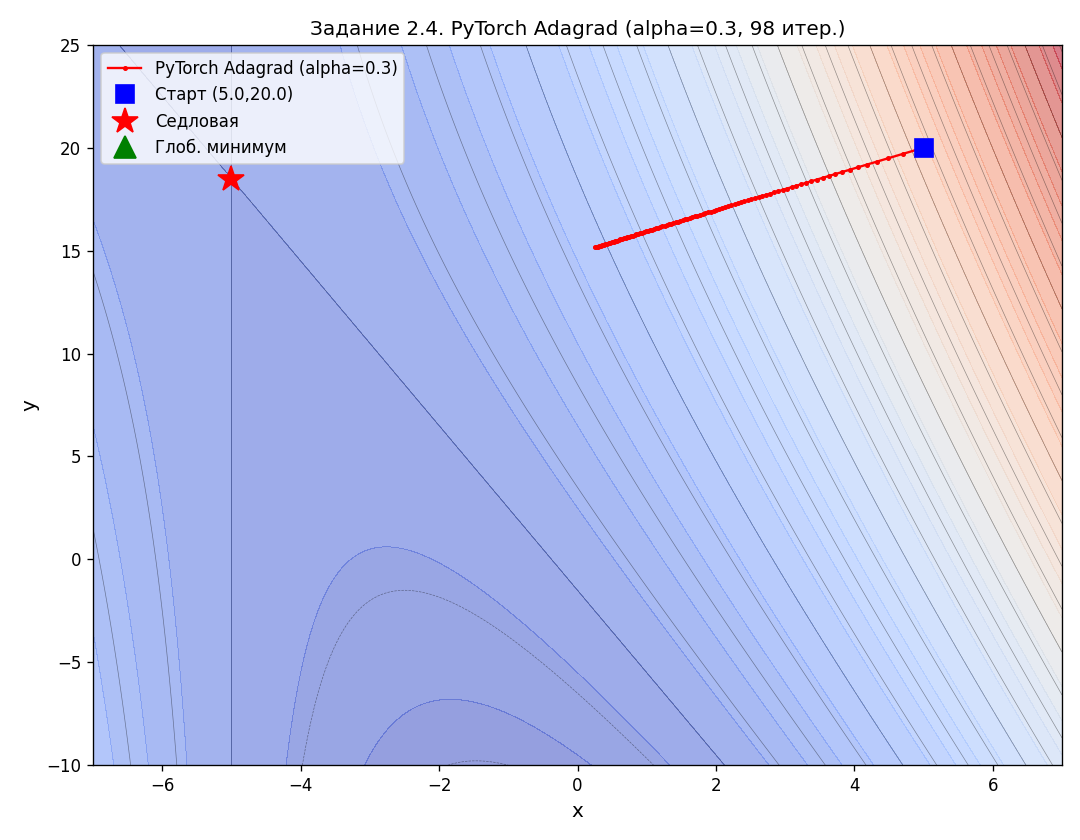 Задание 2.4. PyTorch Adagrad (alpha=0.3, 98 итер.)
PyTorch Adagrad (alpha=0.3)
Старт (5.0,20.0)
Седловая
Глоб. минимум
25
20
15
10
5
0
−5
−10
y
−6
−4
−2
0
2
4
6
x